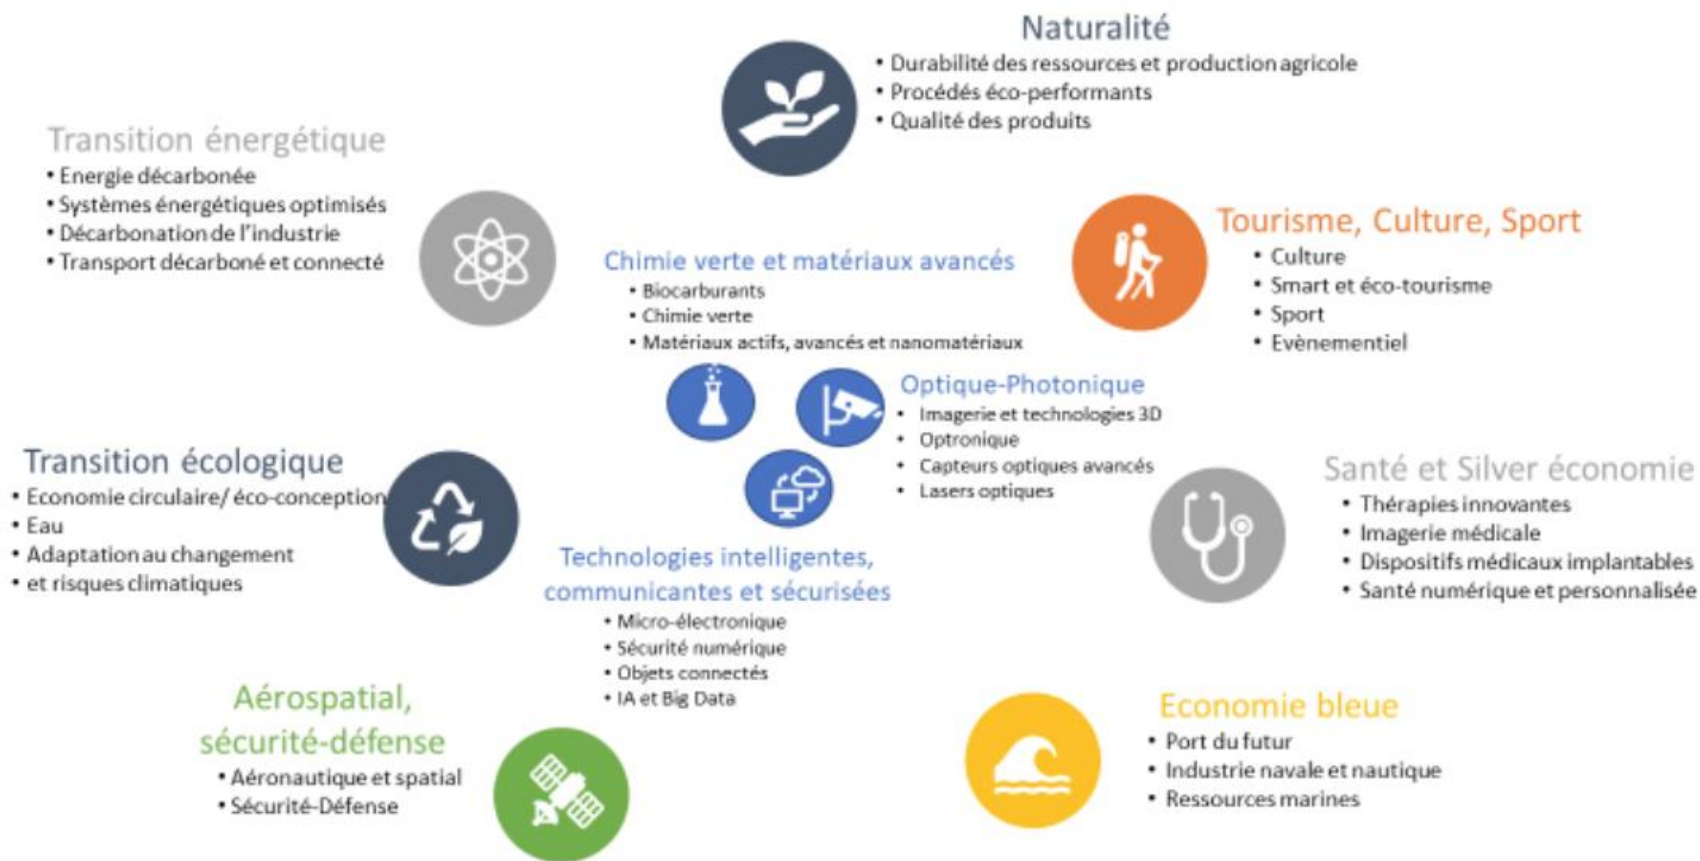 Naturalité
• Durabilité des ressources et production agricole
• Procédés éco-performants
• Qualité des produits
Transition énergétique
• Energie décarbonée
• Systèmes énergétiques optimisés
• Décarbonation de l'industrie
• Transport décarboné et connecté
Chimie verte et matériaux avancés
• Biocarburants
• Chimie verte
• Matériaux actifs, avancés et nanomatériaux
Tourisme, Culture, Sport
• Culture
• Smart et éco-tourisme
• Sport
• Evènementiel
Optique-Photonique
• Imagerie et technologies 3D
• Optronique
• Capteurs optiques avancés
• Lasers optiques
Transition écologique
• Economie circulaire/ éco-conception
• Eau
• Adaptation au changement
• et risques climatiques
Technologies intelligentes,
communicantes et sécurisées
• Micro-électronique
• Sécurité numérique
• Objets connectés
• IA et Big Data
Santé et Silver économie
• Thérapies innovantes
• Imagerie médicale
• Dispositifs médicaux implantables
• Santé numérique et personnalisée
Aérospatial,
sécurité-défense
• Aéronautique et spatial
• Sécurité-Défense
Economie bleue
• Port du futur
• Industrie navale et nautique
• Ressources marines